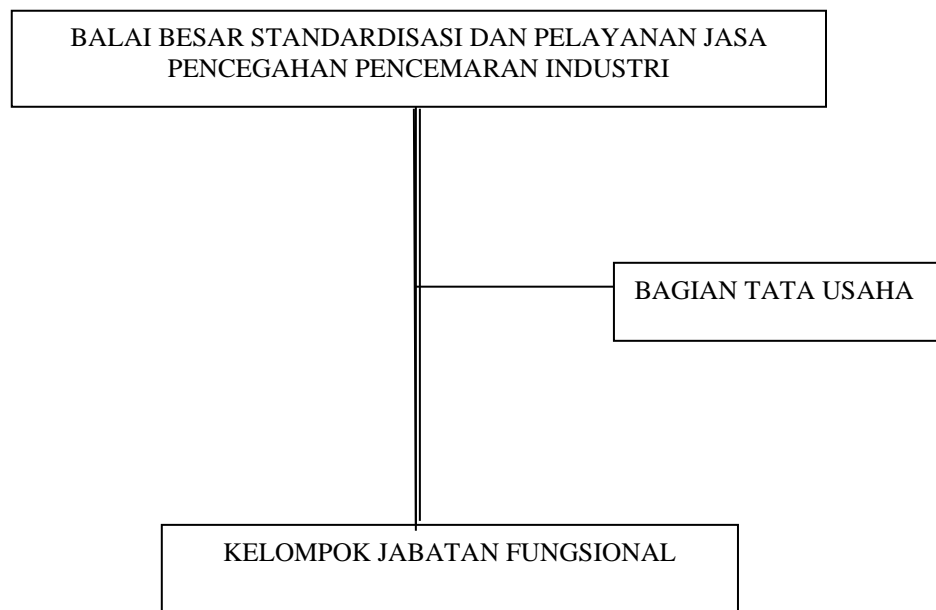 BALAI BESAR STANDARDISASI DAN PELAYANAN JASA
PENCEGAHAN PENCEMARAN INDUSTRI
BAGIAN TATA USAHA
KELOMPOK JABATAN FUNGSIONAL